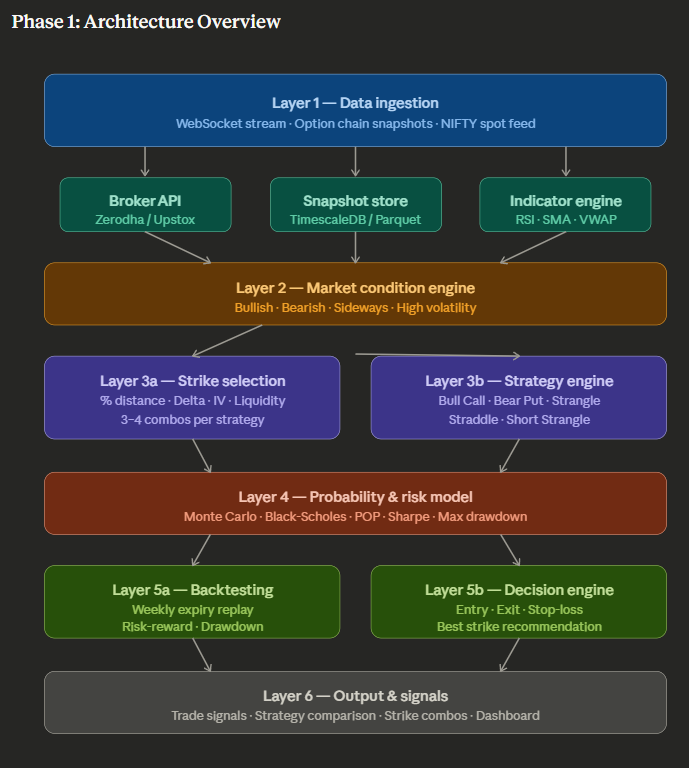 Phase 1: Architecture Overview
Layer 1 — Data ingestion
WebSocket stream · Option chain snapshots · NIFTY spot feed
Broker API
Zerodha / Upstox
Snapshot store
TimescaleDB / Parquet
Indicator engine
RSI · SMA · VWAP
Layer 2 — Market condition engine
Bullish · Bearish · Sideways · High volatility
Layer 3a — Strike selection
% distance · Delta · IV · Liquidity
3–4 combos per strategy
Layer 3b — Strategy engine
Bull Call · Bear Put · Strangle
Straddle · Short Strangle
Layer 4 — Probability & risk model
Monte Carlo · Black-Scholes · POP · Sharpe · Max drawdown
Layer 5a — Backtesting
Weekly expiry replay
Risk-reward · Drawdown
Layer 5b — Decision engine
Entry · Exit · Stop-loss
Best strike recommendation
Layer 6 — Output & signals
Trade signals · Strategy comparison · Strike combos · Dashboard